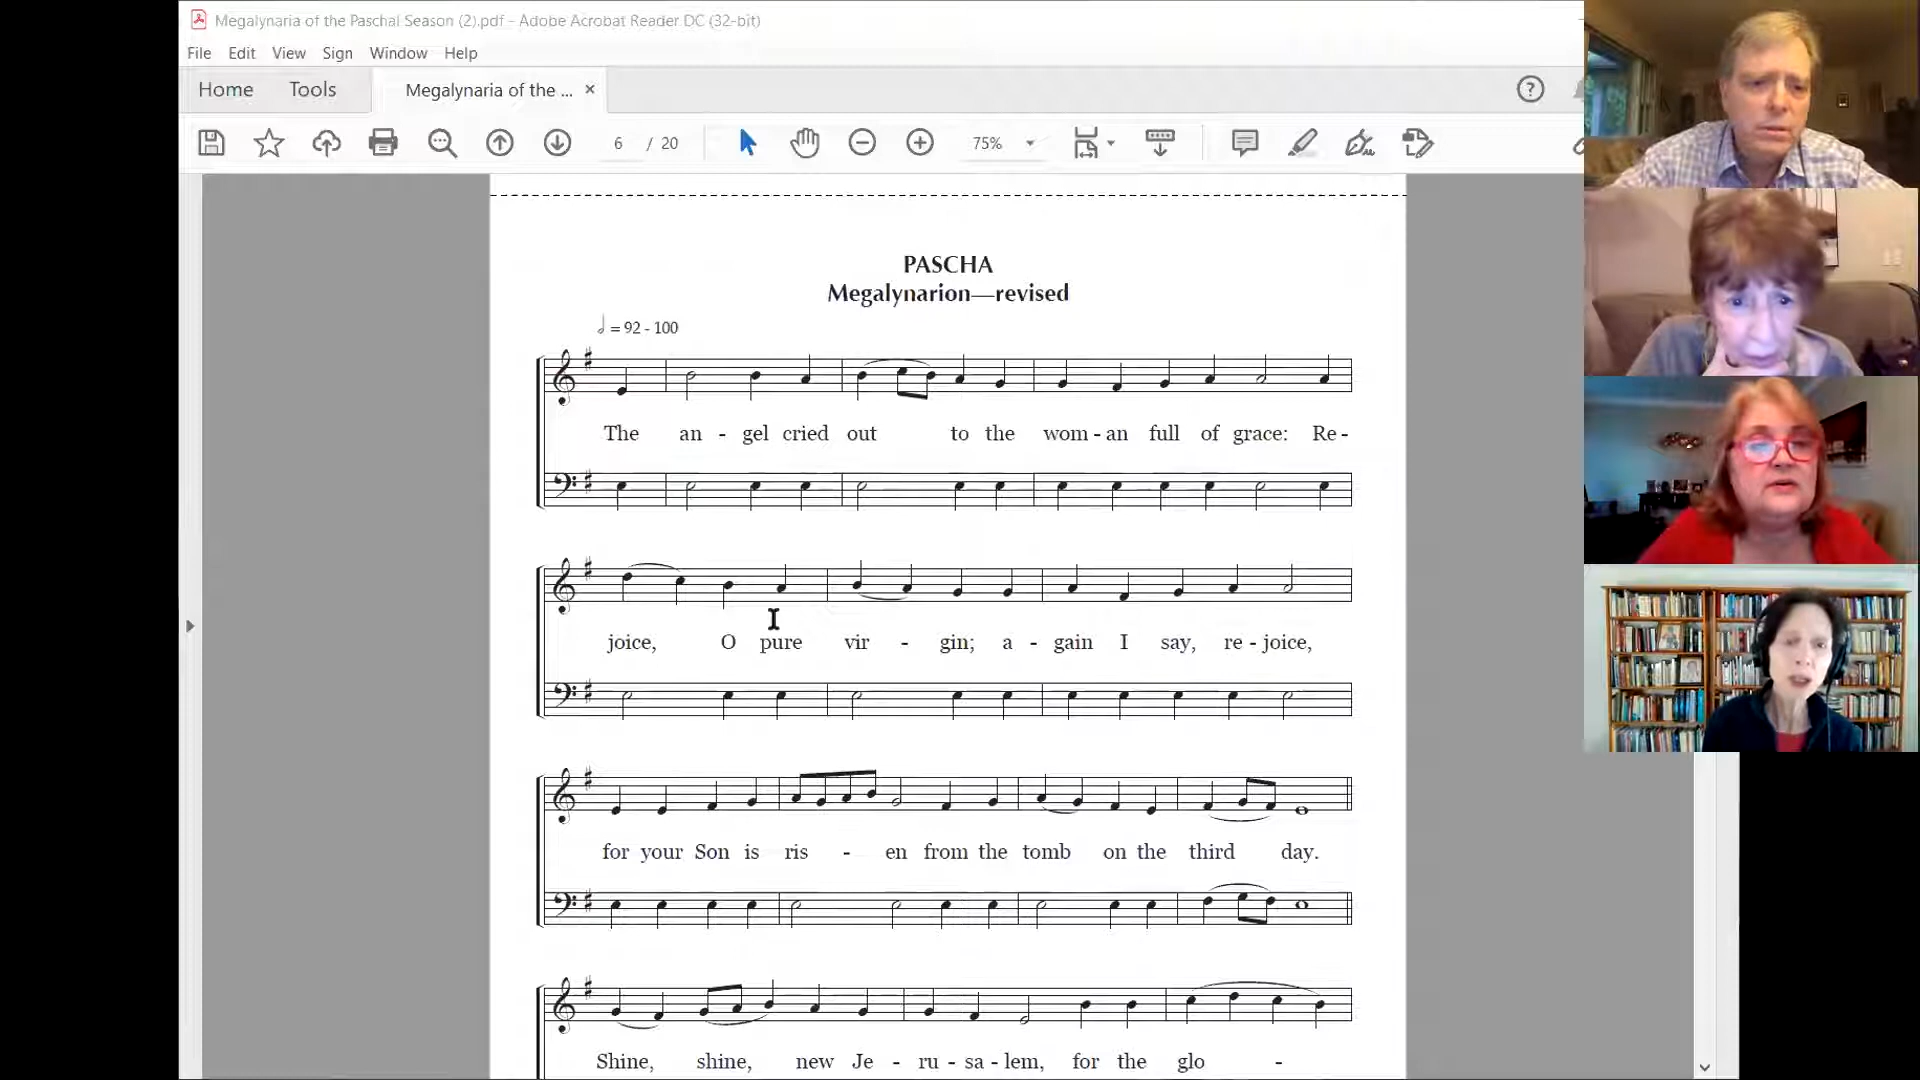 Megalynaria of the Paschal Season (2).pdf - Adobe Acrobat Reader DC (32-bit)
File Edit View Sign Window Help
Home Tools Megalynaria of the ... ×
6 / 20 75%
PASCHA
Megalynarion—revised
= 92 - 100
The an - gel cried out to the wom - an full of grace: Re -
joice, O pure vir - gin; a - gain I say, re - joice,
for your Son is ris - en from the tomb on the third day.
Shine, shine, new Je - ru - sa - lem, for the glo -